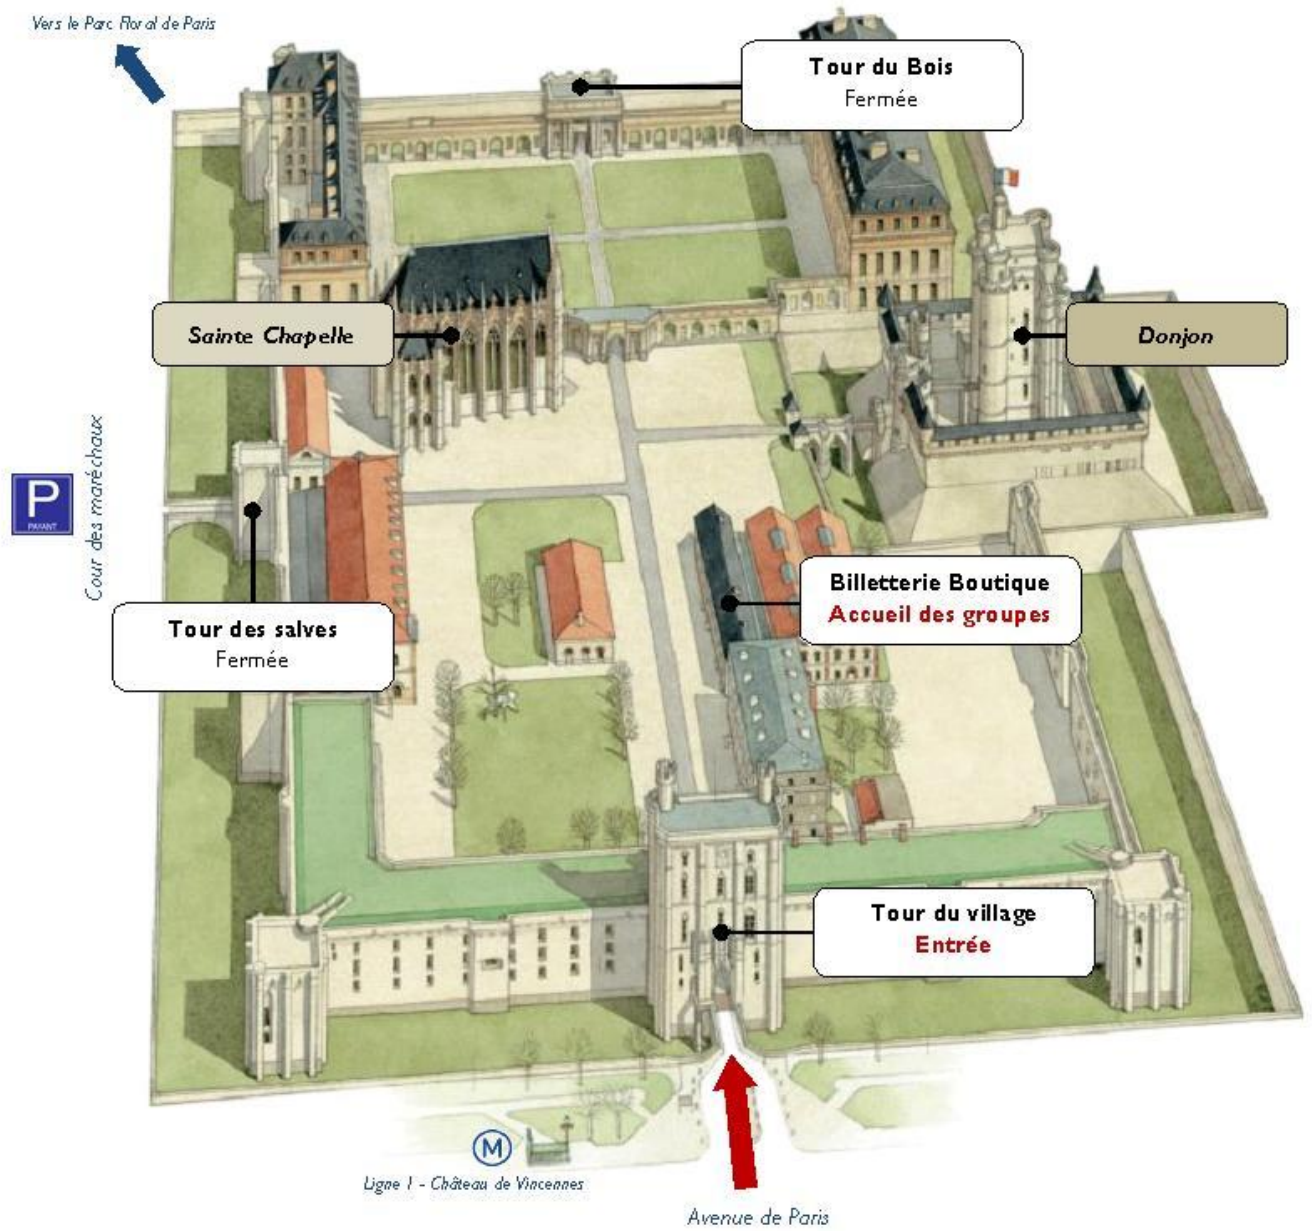 Vers le Parc Floral de Paris
Tour du Bois
Fermée
Sainte Chapelle
Donjon
P
PAYANT
Cour des maréchaux
Billetterie Boutique
Accueil des groupes
Tour des salves
Fermée
Tour du village
Entrée
M
Ligne 1 - Château de Vincennes
Avenue de Paris